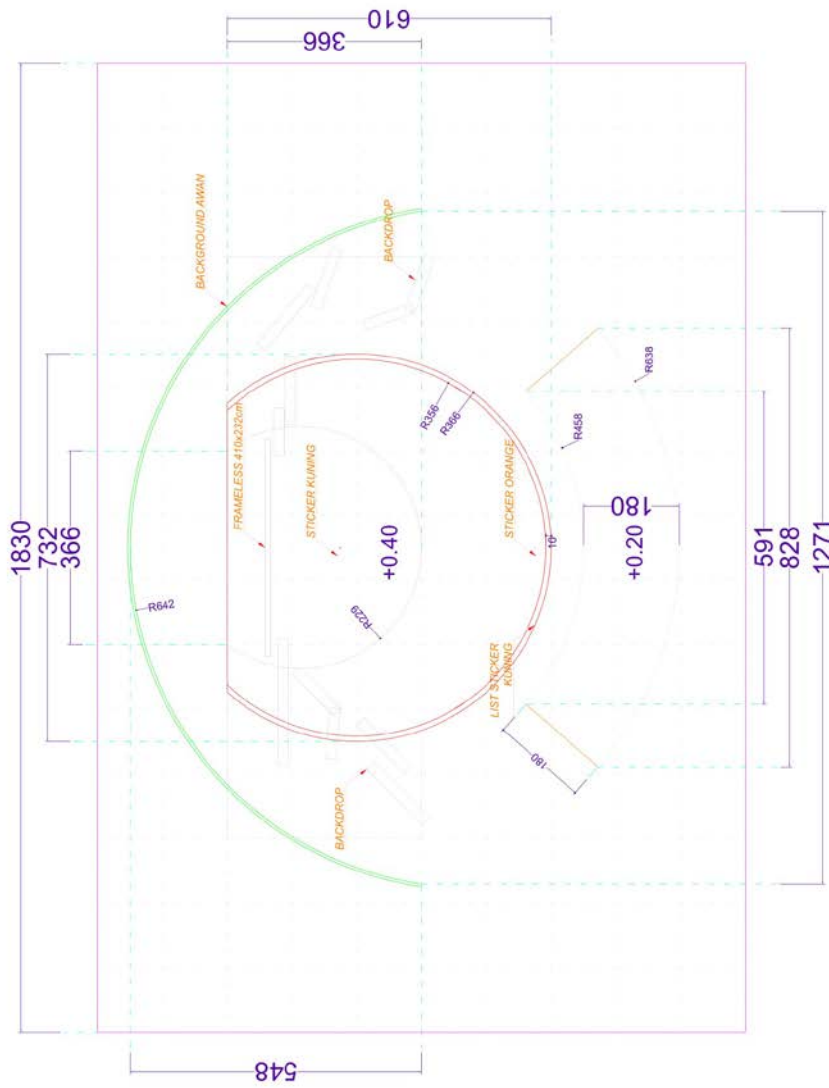 610
366
1830
732
366
BACKGROUND AWAN
BACKDROP
FRAMELESS 410x232cm
STICKER KUNING
R356
R366
STICKER ORANGE
R458
R638
+0.40
180
+0.20
10
591
828
1271
R642
R229
LIST STICKER
KUNING
180
BACKDROP
548